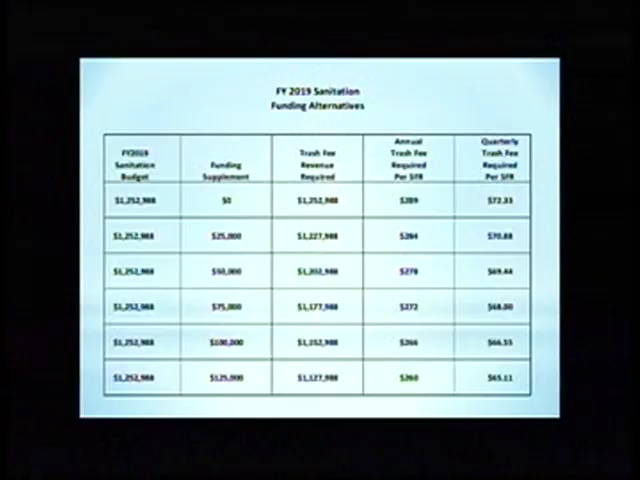 FY 2019 Sanitation
Funding Alternatives
FY2019 Sanitation Budget | Funding Supplement | Trash Fee Revenue Required | Annual Trash Fee Required Per SFR | Quarterly Trash Fee Required Per SFR
$1,252,988 | $0 | $1,252,988 | $289 | $72.33
$1,252,988 | $25,000 | $1,227,988 | $284 | $70.88
$1,252,988 | $50,000 | $1,202,988 | $278 | $69.44
$1,252,988 | $75,000 | $1,177,988 | $272 | $68.00
$1,252,988 | $100,000 | $1,152,988 | $266 | $66.55
$1,252,988 | $125,000 | $1,127,988 | $260 | $65.11